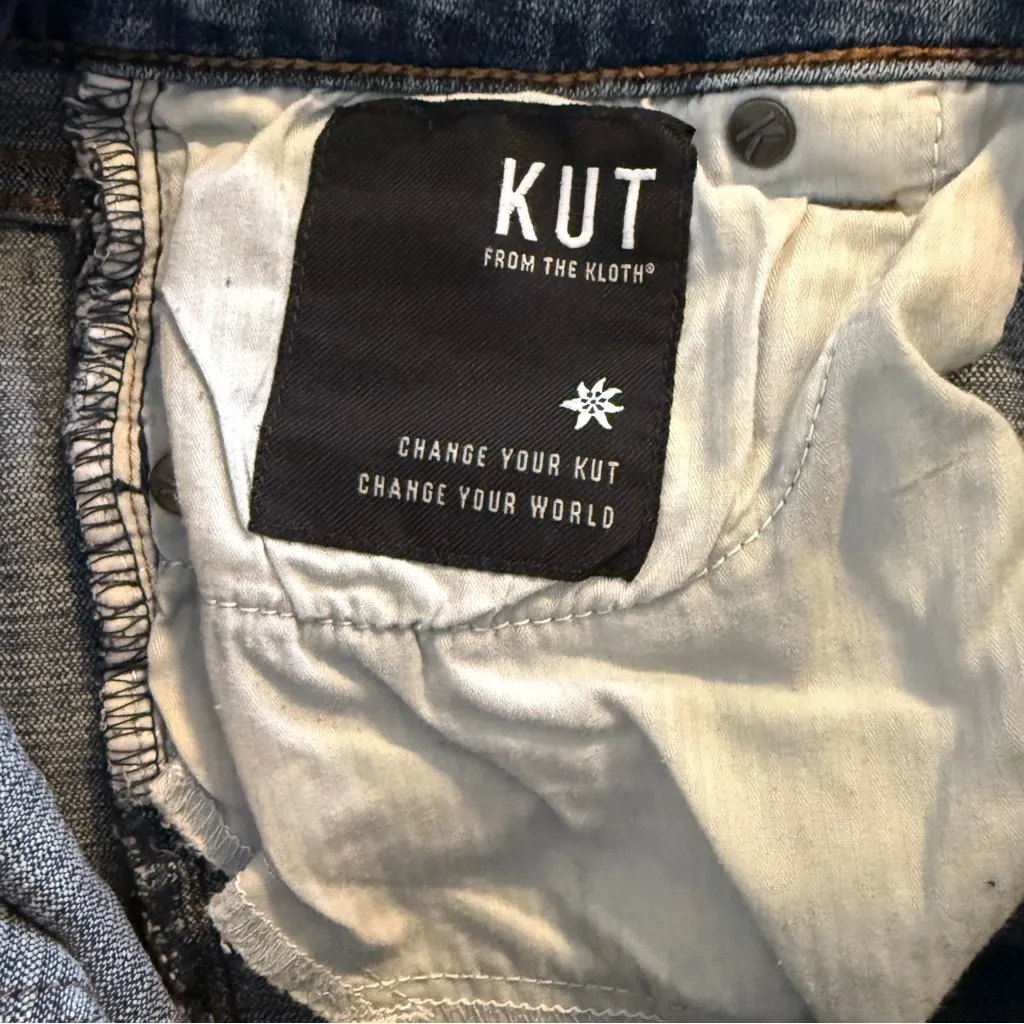 KUT
FROM THE KLOTH®
CHANGE YOUR KUT
CHANGE YOUR WORLD
K